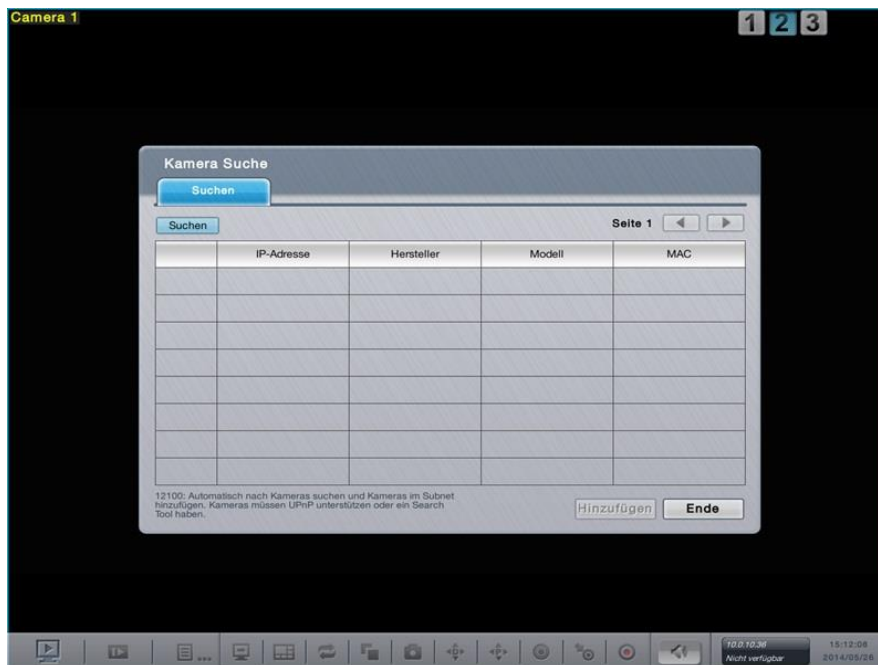 Camera 1
1 2 3
Kamera Suche
Suchen
Suchen
Seite 1
IP-Adresse Hersteller Modell MAC
12100: Automatisch nach Kameras suchen und Kameras im Subnet
hinzufügen. Kameras müssen UPnP unterstützen oder ein Search
Tool haben.
Hinzufügen Ende
10.0.10.36
Nicht verfügbar
15:12:06
2014/05/26